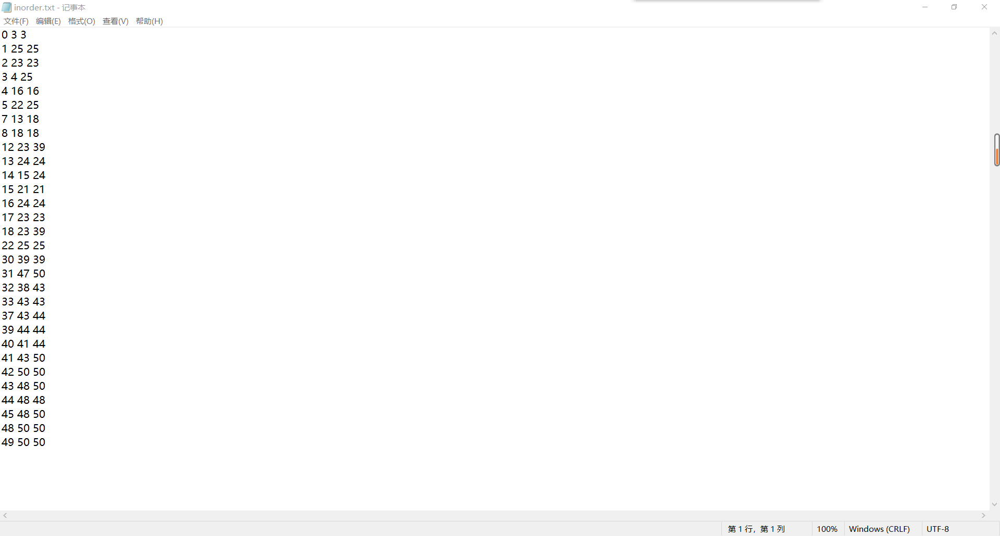 inorder.txt - 记事本
文件(F) 编辑(E) 格式(O) 查看(V) 帮助(H)
0 3 3
1 25 25
2 23 23
3 4 25
4 16 16
5 22 25
7 13 18
8 18 18
12 23 39
13 24 24
14 15 24
15 21 21
16 24 24
17 23 23
18 23 39
22 25 25
30 39 39
31 47 50
32 38 43
33 43 43
37 43 44
39 44 44
40 41 44
41 43 50
42 50 50
43 48 50
44 48 48
45 48 50
48 50 50
49 50 50
第 1 行，第 1 列 100% Windows (CRLF) UTF-8